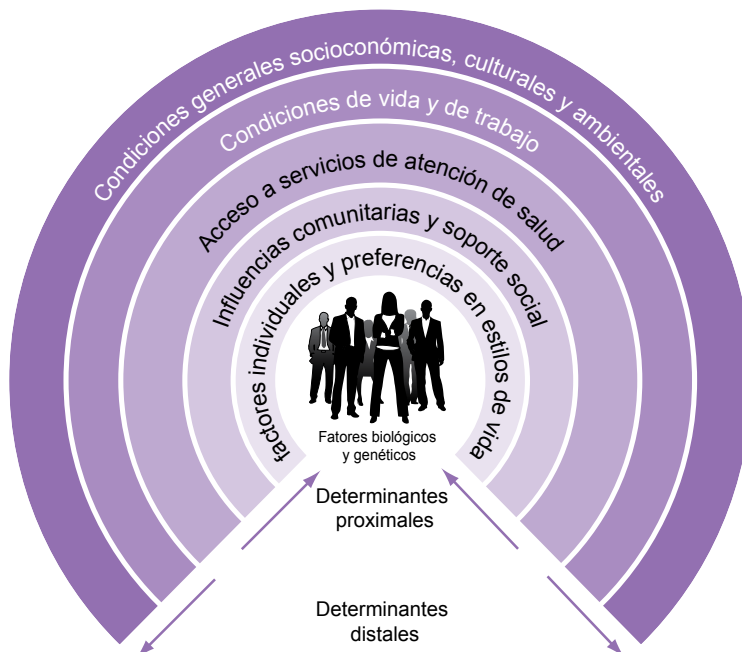 Condiciones generales socioconómicas, culturales y ambientales
Condiciones de vida y de trabajo
Acceso a servicios de atención de salud
Influencias comunitarias y soporte social
factores individuales y preferencias en estilos de vida
Fatores biológicos
y genéticos
Determinantes
proximales
Determinantes
distales